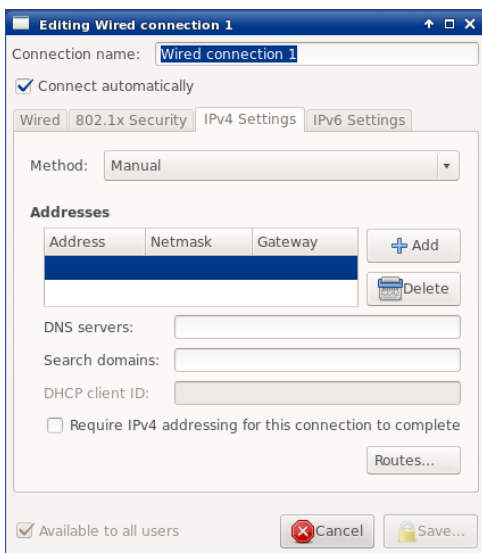 Editing Wired connection 1
Connection name: Wired connection 1
Connect automatically
Wired 802.1x Security IPv4 Settings IPv6 Settings
Method: Manual
Addresses
Address Netmask Gateway
Add
Delete
DNS servers:
Search domains:
DHCP client ID:
Require IPv4 addressing for this connection to complete
Routes...
Available to all users Cancel Save...